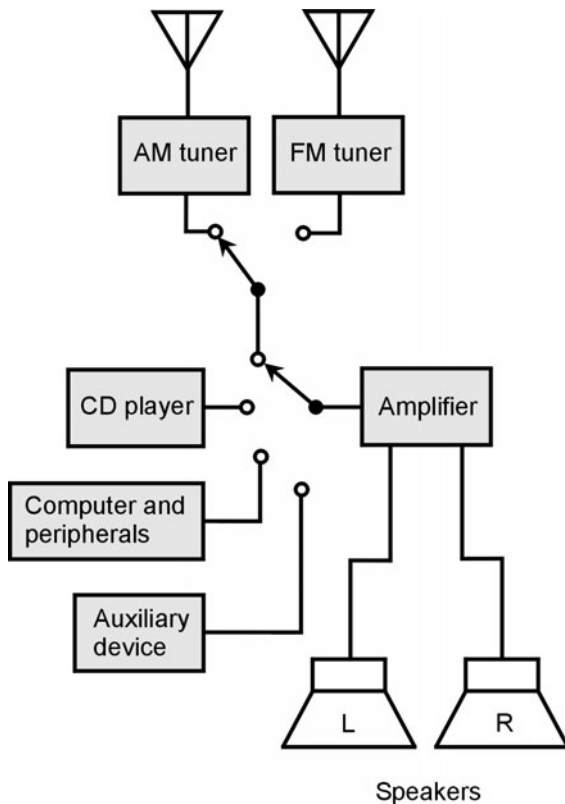 AM tuner
FM tuner
CD player
Amplifier
Computer and
peripherals
Auxiliary
device
L
R
Speakers